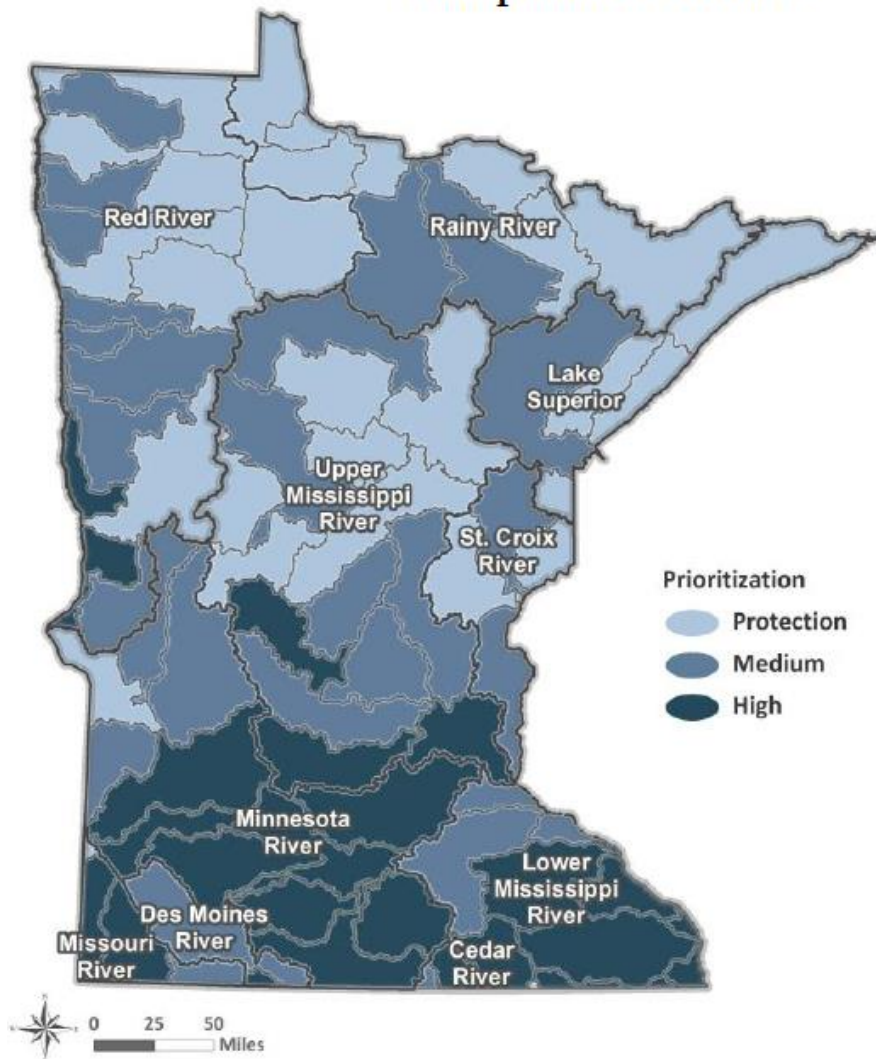 Red River
Rainy River
Lake
Superior
Upper
Mississippi
River
St. Croix
River
Prioritization
Protection
Medium
High
Minnesota
River
Lower
Mississippi
River
Des Moines
River
Missouri
River
Cedar
River
0 25 50
Miles